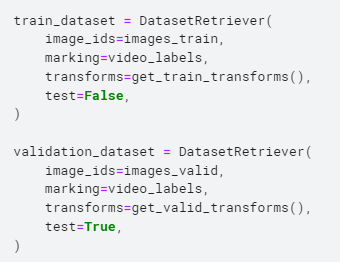 train_dataset = DatasetRetriever(
    image_ids=images_train,
    marking=video_labels,
    transforms=get_train_transforms(),
    test=False,
)

validation_dataset = DatasetRetriever(
    image_ids=images_valid,
    marking=video_labels,
    transforms=get_valid_transforms(),
    test=True,
)